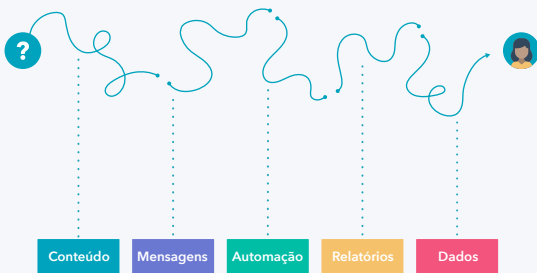 ?
Conteúdo
Mensagens
Automação
Relatórios
Dados